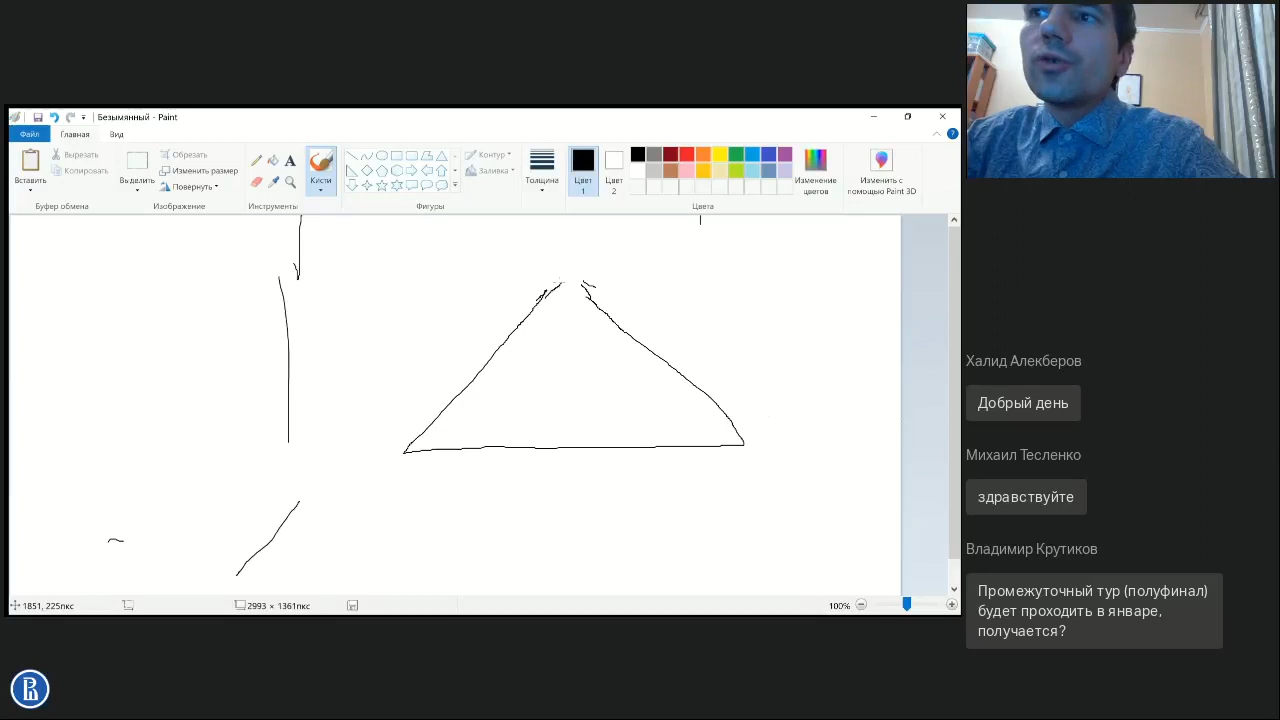 Безымянный - Paint
Файл
Главная
Вид
Вставить
Вырезать
Копировать
Буфер обмена
Выделить
Обрезать
Изменить размер
Повернуть
Изображение
A
Инструменты
Кисти
Контур
Заливка
Фигуры
Толщина
Цвет
1
Цвет
2
Изменение
цветов
Изменить с
помощью Paint 3D
Цвета
Халид Алекберов
Добрый день
Михаил Тесленко
здравствуйте
Владимир Крутиков
Промежуточный тур (полуфинал)
будет проходить в январе,
получается?
1851, 225пкс
2993 × 1361пкс
100%